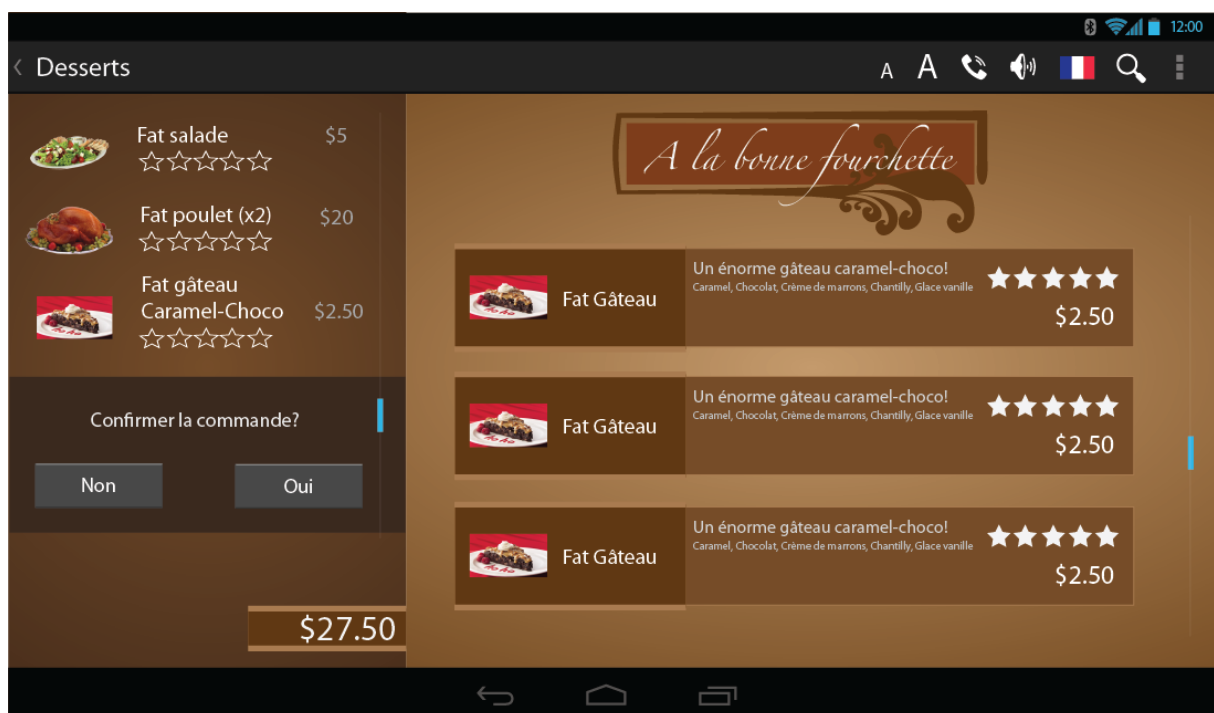 12:00
Desserts
A A
Fat salade $5
Fat poulet (x2) $20
Fat gâteau
Caramel-Choco $2.50
Confirmer la commande?
Non Oui
$27.50
A la bonne fourchette
Un énorme gâteau caramel-choco!
Caramel, Chocolat, Crème de marrons, Chantilly, Glace vanille
Fat Gâteau
$2.50
Un énorme gâteau caramel-choco!
Caramel, Chocolat, Crème de marrons, Chantilly, Glace vanille
Fat Gâteau
$2.50
Un énorme gâteau caramel-choco!
Caramel, Chocolat, Crème de marrons, Chantilly, Glace vanille
Fat Gâteau
$2.50